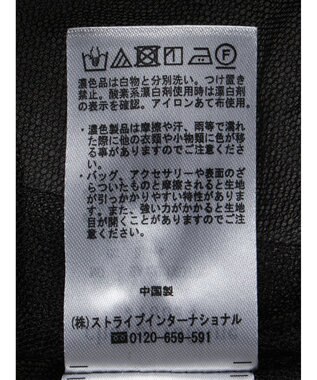 濃色品は白物と分別洗い。つけ置き
禁止。酸素系漂白剤使用時は漂白剤
の表示を確認。アイロンあて布使用。
・濃色製品は摩擦や汗、雨等で濡れ
た際に他の衣類や小物類に色が移
る事がありますのでご注意くださ
い。
・バッグ、アクセサリーや表面のざ
らついたものと摩擦されると生地
が引っかかりやすい特性がありま
す。また、強い力がかかると生地
目が開くことがありますのでご注
意ください。
中国製
(株)ストライプインターナショナル
0120-659-591